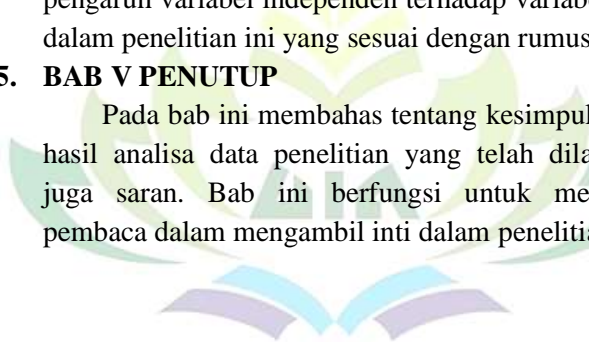 pengaruh variabel independen terhadap variabe
dalam penelitian ini yang sesuai dengan rumus
5. BAB V PENUTUP
Pada bab ini membahas tentang kesimpul
hasil analisa data penelitian yang telah dila
juga saran. Bab ini berfungsi untuk me
pembaca dalam mengambil inti dalam peneliti